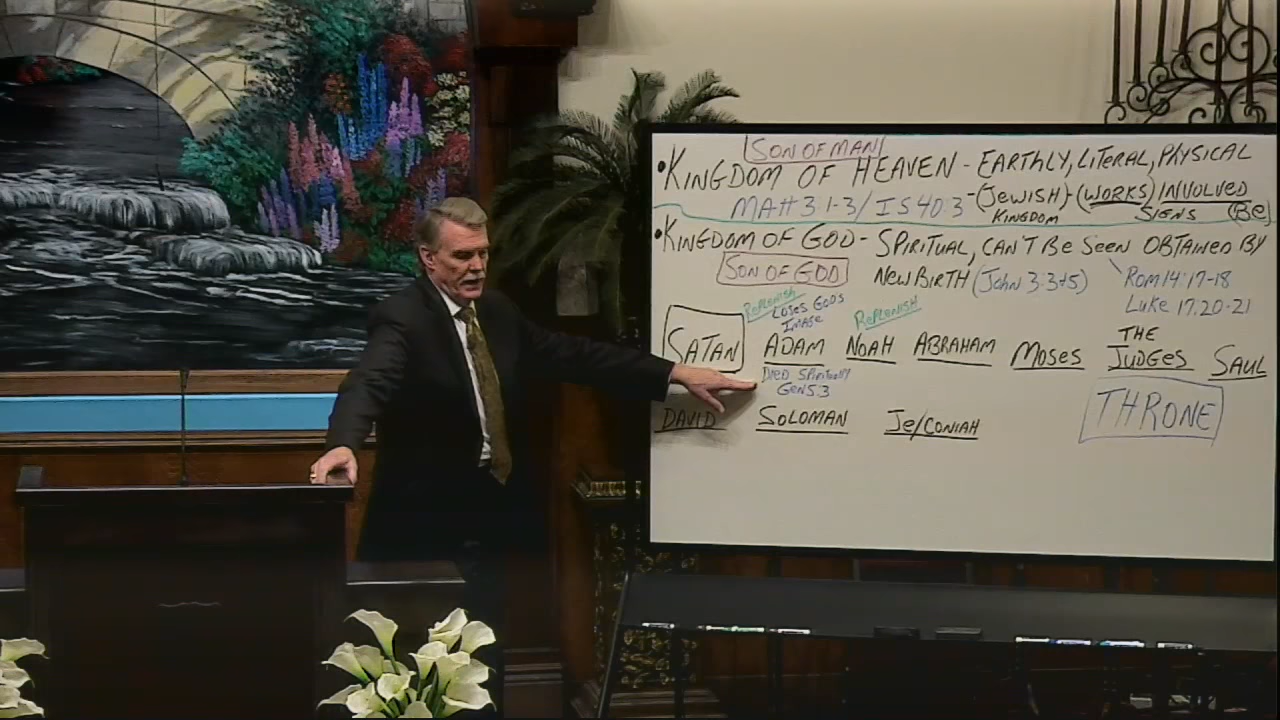 SON OF MAN
• KINGDOM OF HEAVEN - EARTHLY, LITERAL, PHYSICAL
MATT 3:1-3 / IS 40:3 - (JEWISH) - (WORKS) INVOLVED
KINGDOM SIGNS (BE)
• KINGDOM OF GOD - SPIRITUAL, CAN'T BE SEEN OBTAINED BY
SON OF GOD NEW BIRTH (John 3:3+5) Rom 14:17-18
Luke 17:20-21
REPLENISH LOSES GODS IMAGE REPLENISH
SATAN ADAM NOAH ABRAHAM MOSES THE JUDGES SAUL
DIED SPIRITUALLY
GEN 5:3
DAVID SOLOMAN Je/CONIAH THRONE